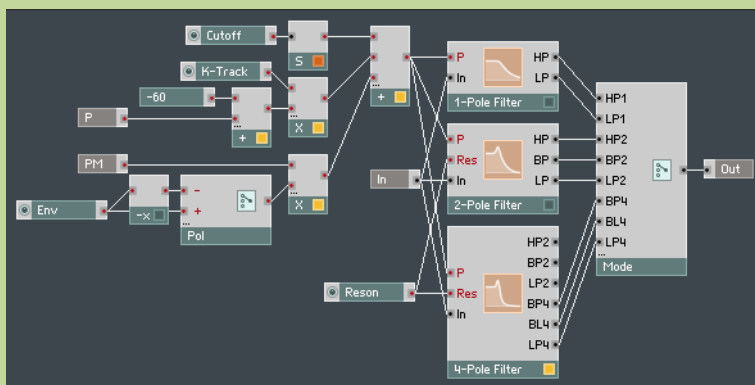 Cutoff
S
K-Track
-60
...
+
...
X
P
...
+
PM
Env
-x
-
+
...
Pol
...
X
In
Reson
P
In
HP
LP
1-Pole Filter
P
Res
In
HP
BP
LP
2-Pole Filter
P
Res
In
HP2
BP2
LP2
BP4
BL4
LP4
4-Pole Filter
HP1
LP1
HP2
BP2
LP2
BP4
BL4
LP4
...
Mode
Out